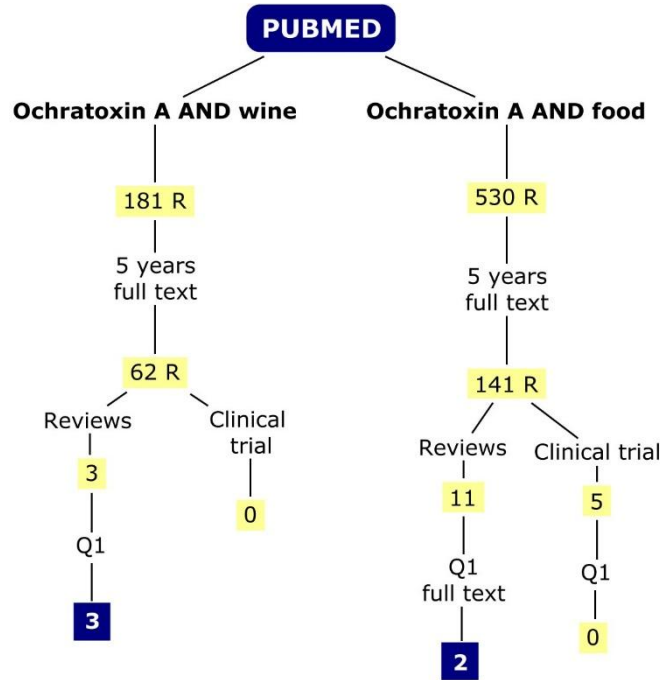 PUBMED
Ochratoxin A AND wine
181 R
5 years
full text
62 R
Reviews
3
Q1
3
Clinical
trial
0
Ochratoxin A AND food
530 R
5 years
full text
141 R
Reviews
11
Q1
full text
2
Clinical trial
5
Q1
0